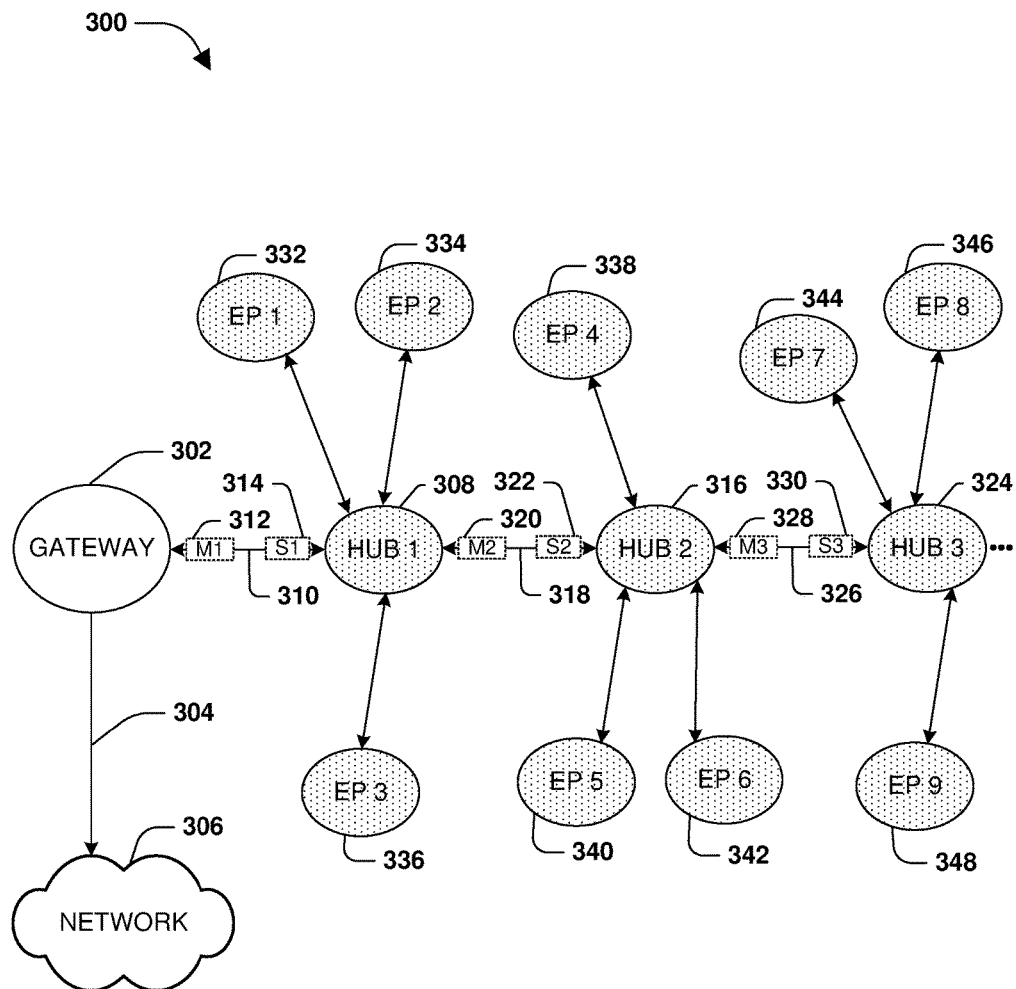 300
332
334
338
346
344
EP 1
EP 2
EP 4
EP 7
EP 8
302
314
308
322
316
330
324
312
320
328
GATEWAY
M1
S1
HUB 1
M2
S2
HUB 2
M3
S3
HUB 3
•••
310
318
326
304
EP 3
EP 5
EP 6
EP 9
306
336
340
342
348
NETWORK